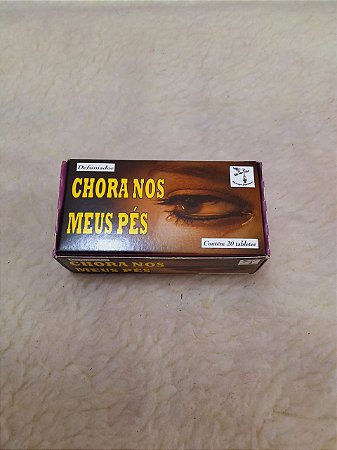 Defumador
CHORA NOS
MEUS PÉS
Contém 20 tabletes
CHORA NOS
MEUS PÉS